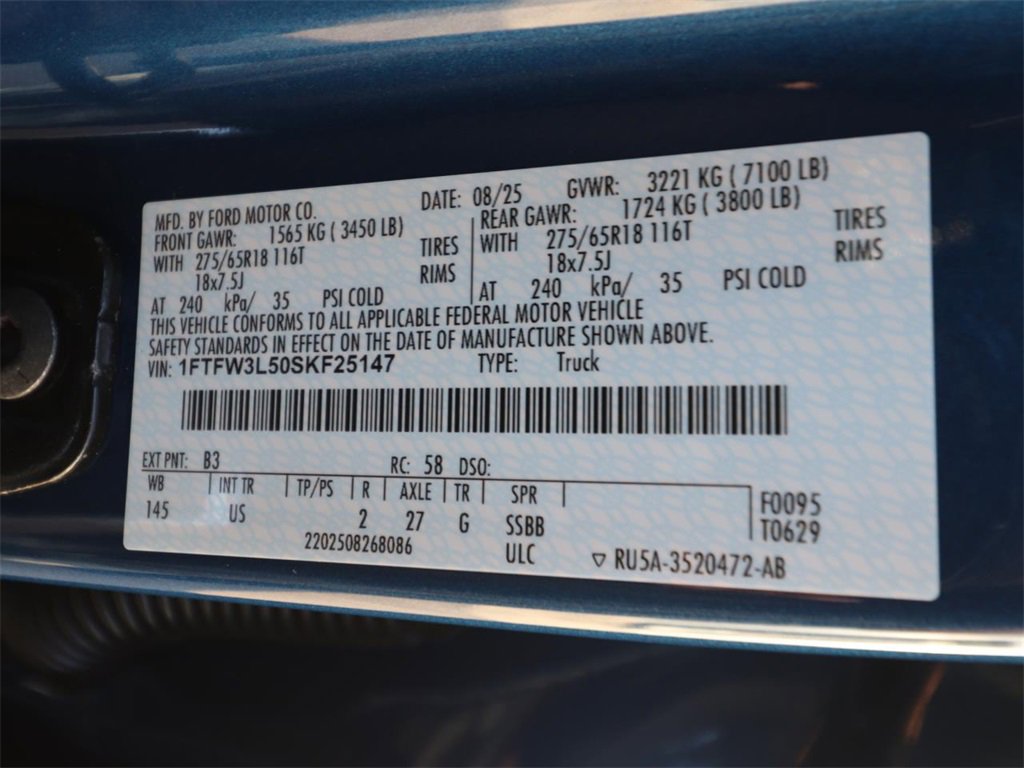 MFD. BY FORD MOTOR CO. DATE: 08/25 GVWR: 3221 KG ( 7100 LB)
FRONT GAWR: 1565 KG ( 3450 LB) REAR GAWR: 1724 KG ( 3800 LB)
WITH 275/65R18 116T TIRES WITH 275/65R18 116T TIRES
18x7.5J RIMS 18x7.5J RIMS
AT 240 kPa/ 35 PSI COLD AT 240 kPa/ 35 PSI COLD
THIS VEHICLE CONFORMS TO ALL APPLICABLE FEDERAL MOTOR VEHICLE
SAFETY STANDARDS IN EFFECT ON THE DATE OF MANUFACTURE SHOWN ABOVE.
VIN: 1FTFW3L50SKF25147 TYPE: Truck
EXT PNT: B3 RC: 58 DSO:
WB INT TR TP/PS R AXLE TR SPR F0095
145 US 2 27 G SSBB T0629
2202508268086 ULC ▽ RU5A-3520472-AB